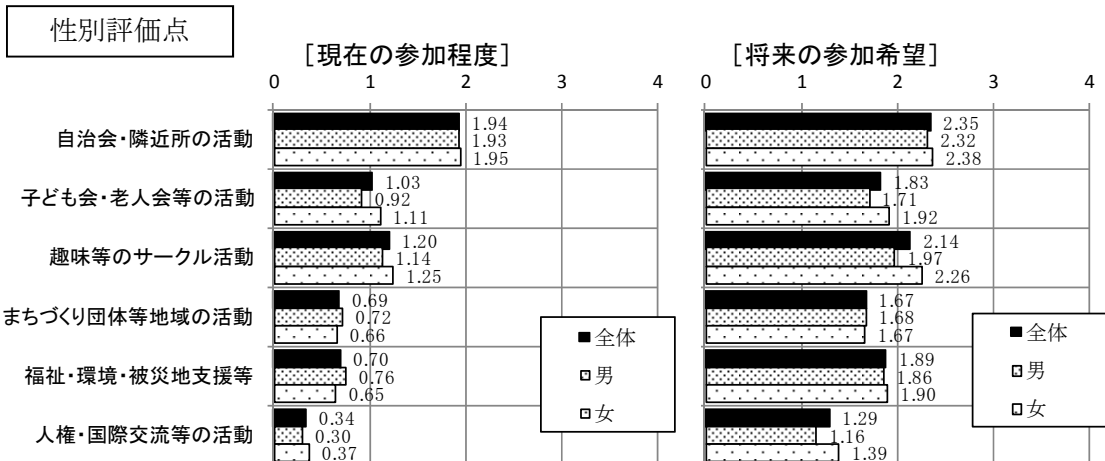 性別評価点
[現在の参加程度]
[将来の参加希望]
0 1 2 3 4
0 1 2 3 4
自治会・隣近所の活動
1.94
1.93
1.95
2.35
2.32
2.38
子ども会・老人会等の活動
1.03
0.92
1.11
1.83
1.71
1.92
趣味等のサークル活動
1.20
1.14
1.25
2.14
1.97
2.26
まちづくり団体等地域の活動
0.69
0.72
0.66
1.67
1.68
1.67
福祉・環境・被災地支援等
0.70
0.76
0.65
1.89
1.86
1.90
人権・国際交流等の活動
0.34
0.30
0.37
1.29
1.16
1.39
全体
男
女
全体
男
女